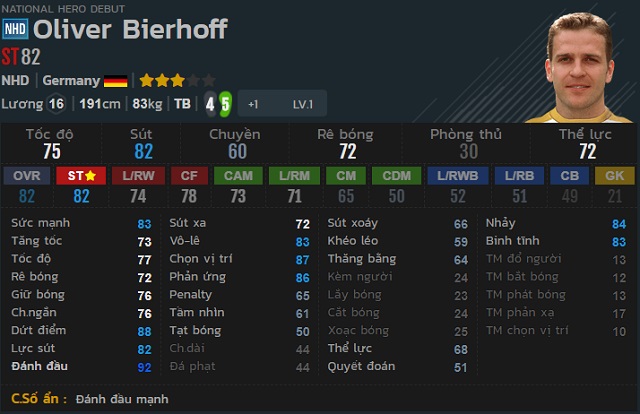 NATIONAL HERO DEBUT
NHD Oliver Bierhoff
ST 82
NHD | Germany
Lương 16 | 191cm | 83kg | TB | 4 5 +1 LV.1
Tốc độ Sút Chuyền Rê bóng Phòng thủ Thể lực
75 82 60 72 30 72
OVR ST L/RW CF CAM L/RM CM CDM L/RWB L/RB CB GK
82 82 74 78 73 71 65 50 52 51 49 21
Sức mạnh 83 Sút xa 72 Sút xoáy 66 Nhảy 84
Tăng tốc 73 Vô-lê 83 Khéo léo 59 Bình tĩnh 83
Tốc độ 77 Chọn vị trí 87 Thăng bằng 64 TM đổ người 13
Rê bóng 72 Phản ứng 86 Kèm người 24 TM bắt bóng 12
Giữ bóng 76 Penalty 65 Lấy bóng 23 TM phát bóng 13
Ch.ngắn 76 Tầm nhìn 61 Cắt bóng 24 TM phản xạ 17
Dứt điểm 88 Tạt bóng 50 Xoạc bóng 25 TM chọn vị trí 10
Lực sút 82 Ch.dài 44 Thể lực 68
Đánh đầu 92 Đá phạt 44 Quyết đoán 51
C.Số ẩn : Đánh đầu mạnh